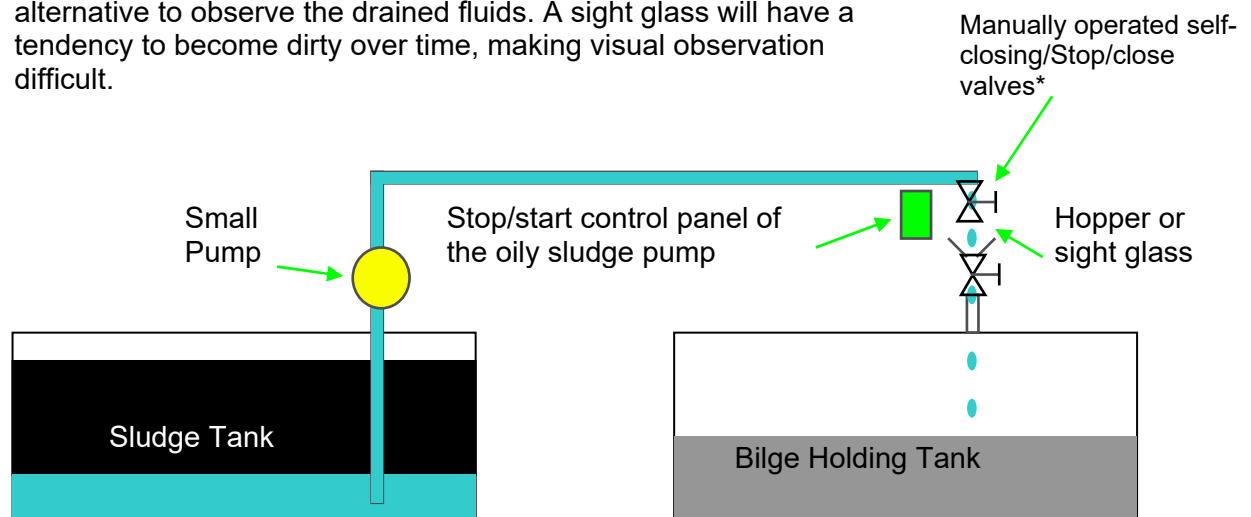 alternative to observe the drained fluids. A sight glass will have a
tendency to become dirty over time, making visual observation
difficult.
Manually operated self-
closing/Stop/close
valves*
Small
Pump
Stop/start control panel of
the oily sludge pump
Hopper or
sight glass
Sludge Tank
Bilge Holding Tank